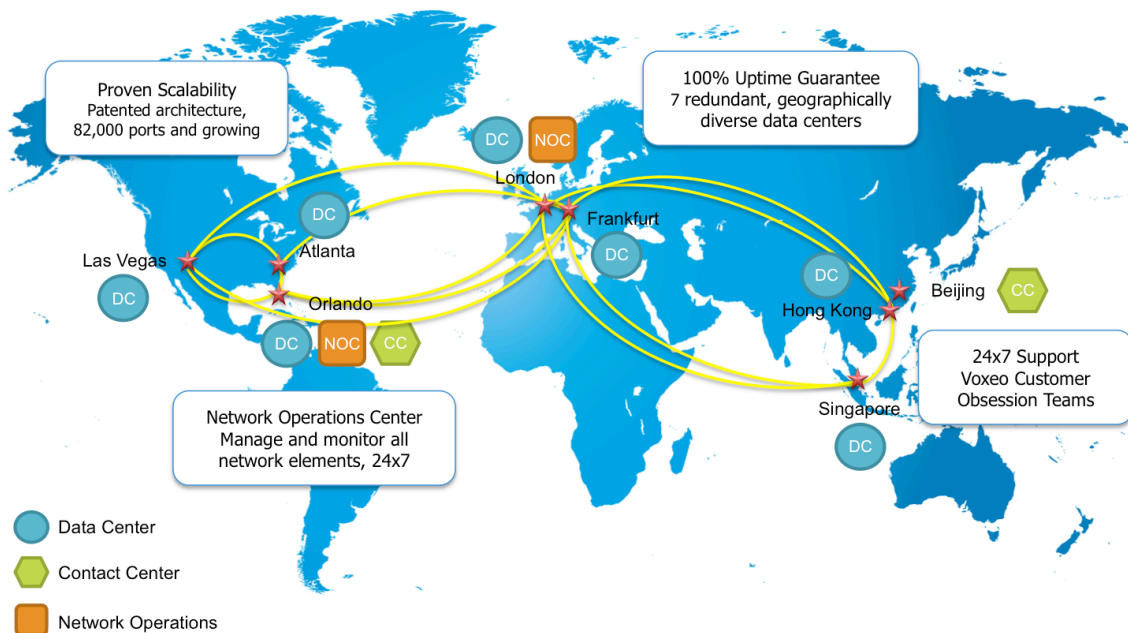 Proven Scalability
Patented architecture,
82,000 ports and growing
100% Uptime Guarantee
7 redundant, geographically
diverse data centers
DC
NOC
London
DC
Atlanta
Frankfurt
DC
Las Vegas
DC
DC
Hong Kong
Beijing
CC
Orlando
DC
NOC
CC
24x7 Support
Voxeo Customer
Obsession Teams
Singapore
DC
Network Operations Center
Manage and monitor all
network elements, 24x7
Data Center
Contact Center
Network Operations